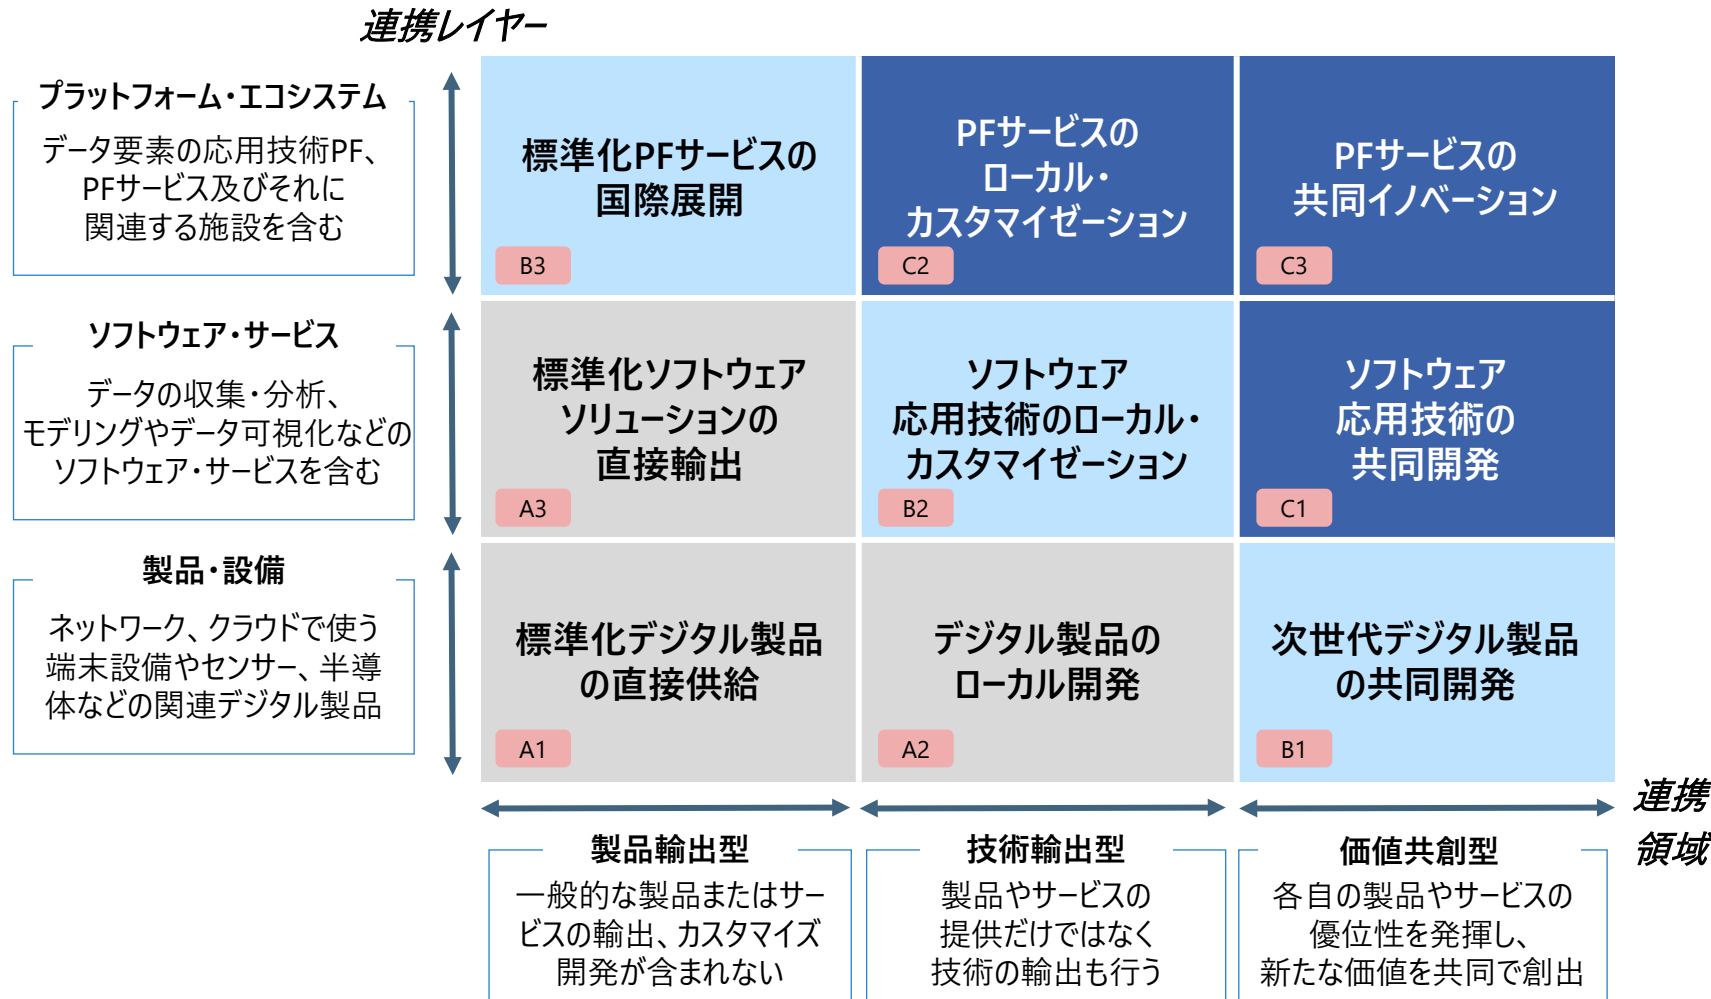 連携レイヤー
プラットフォーム・エコシステム
データ要素の応用技術PF、
PFサービス及びそれに
関連する施設を含む
標準化PFサービスの
国際展開
B3
PFサービスの
ローカル・
カスタマイゼーション
C2
PFサービスの
共同イノベーション
C3
ソフトウェア・サービス
データの収集・分析、
モデリングやデータ可視化などの
ソフトウェア・サービスを含む
標準化ソフトウェア
ソリューションの
直接輸出
A3
ソフトウェア
応用技術のローカル・
カスタマイゼーション
B2
ソフトウェア
応用技術の
共同開発
C1
製品・設備
ネットワーク、クラウドで使う
端末設備やセンサー、半導
体などの関連デジタル製品
標準化デジタル製品
の直接供給
A1
デジタル製品の
ローカル開発
A2
次世代デジタル製品
の共同開発
B1
連携
領域
製品輸出型
一般的な製品またはサー
ビスの輸出、カスタマイズ
開発が含まれない
技術輸出型
製品やサービスの
提供だけではなく
技術の輸出も行う
価値共創型
各自の製品やサービスの
優位性を発揮し、
新たな価値を共同で創出